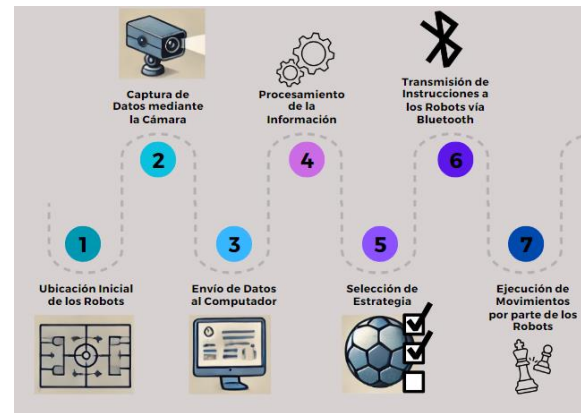 1
Ubicación Inicial
de los Robots
Captura de
Datos mediante
la Cámara
2
3
Envío de Datos
al Computador
Procesamiento
de la
Información
4
5
Selección de
Estrategia
Transmisión de
Instrucciones a
los Robots vía
Bluetooth
6
7
Ejecución de
Movimientos
por parte de los
Robots